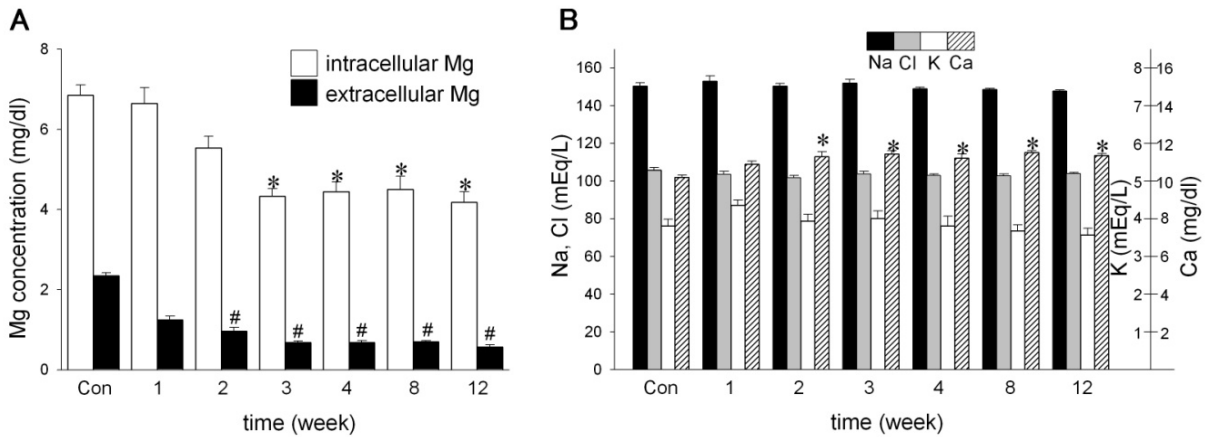 A
8
6
4
2
0
Mg concentration (mg/dl)
intracellular Mg
extracellular Mg
* * * *
# # # # #
Con 1 2 3 4 8 12
time (week)
B
Na Cl K Ca
160
140
120
100
80
60
40
20
0
Na, Cl (mEq/L)
* * * * *
8 16
7 14
6 12
5 10
4 8
3 6
2 4
1 2
K (mEq/L)
Ca (mg/dl)
Con 1 2 3 4 8 12
time (week)